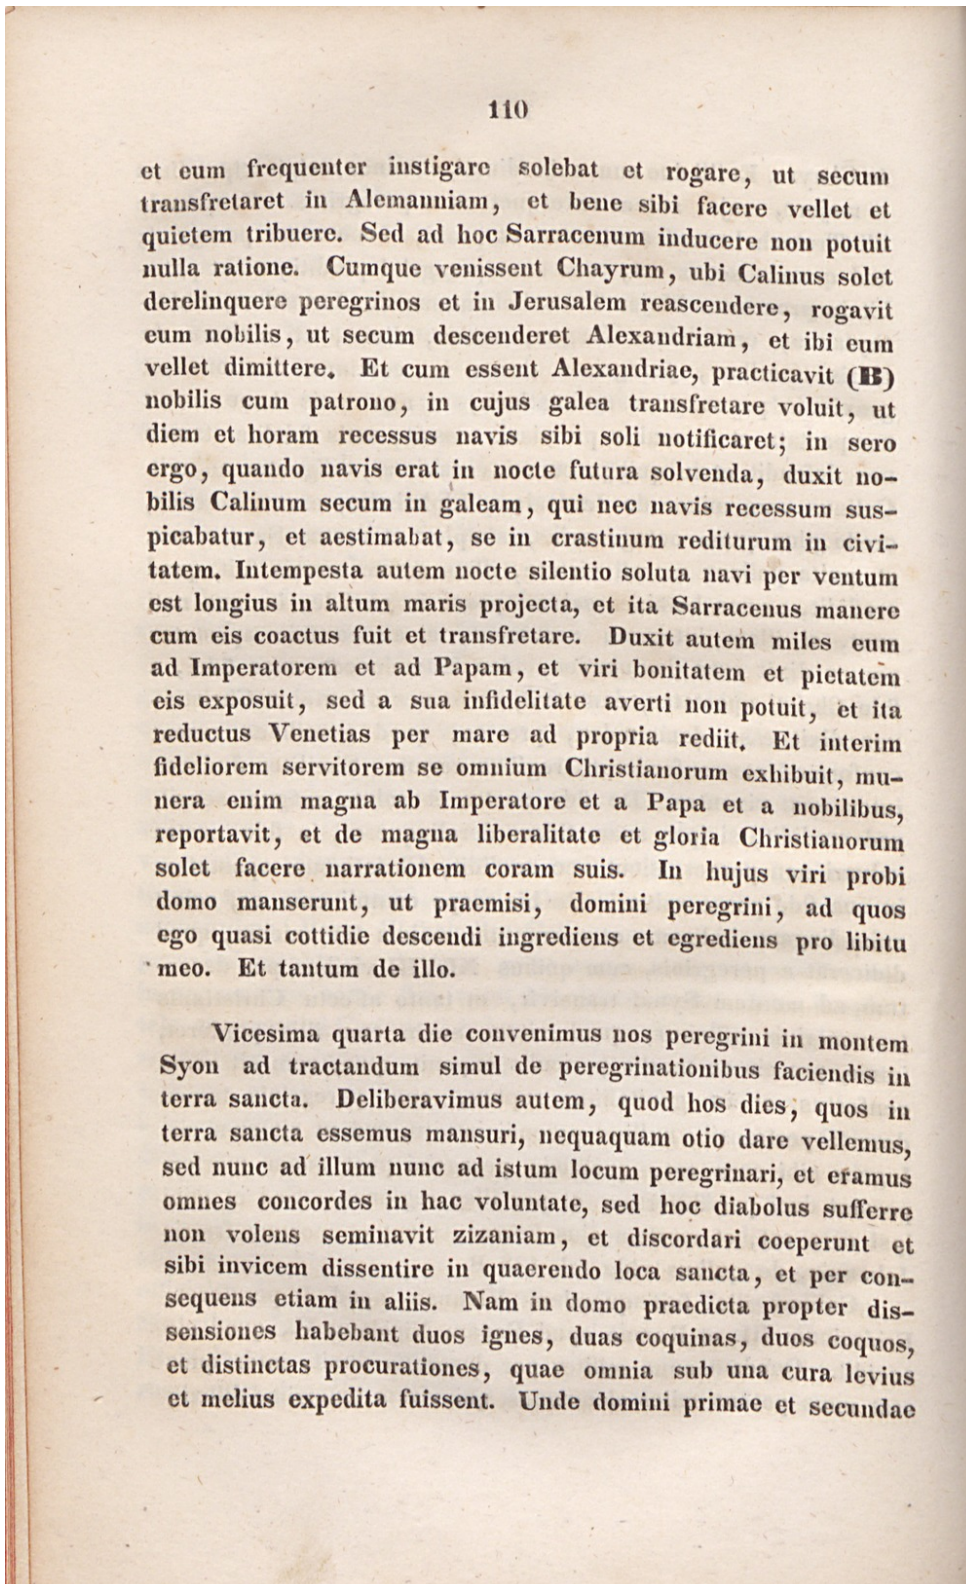 110
et eum frequenter instigare solebat et rogare, ut secum
transfretaret in Alemanniam, et bene sibi facere vellet et
quietem tribuere. Sed ad hoc Sarracenum inducere non potuit
nulla ratione. Cumque venissent Chayrum, ubi Calinus solet
derelinquere peregrinos et in Jerusalem reascendere, rogavit
eum nobilis, ut secum descenderet Alexandriam, et ibi eum
vellet dimittere. Et cum essent Alexandriae, practicavit (B)
nobilis cum patrono, in cujus galea transfretare voluit, ut
diem et horam recessus navis sibi soli notificaret; in sero
ergo, quando navis erat in nocte futura solvenda, duxit no-
bilis Calinum secum in galeam, qui nec navis recessum sus-
picabatur, et aestimabat, se in crastinum rediturum in civi-
tatem. Intempesta autem nocte silentio soluta navi per ventum
est longius in altum maris projecta, et ita Sarracenus manere
cum eis coactus fuit et transfretare. Duxit autem miles eum
ad Imperatorem et ad Papam, et viri bonitatem et pietatem
eis exposuit, sed a sua infidelitate averti non potuit, et ita
reductus Venetias per mare ad propria rediit. Et interim
fideliorem servitorem se omnium Christianorum exhibuit, mu-
nera enim magna ab Imperatore et a Papa et a nobilibus,
reportavit, et de magna liberalitate et gloria Christianorum
solet facere narrationem coram suis. In hujus viri probi
domo manserunt, ut praemisi, domini peregrini, ad quos
ego quasi cottidie descendi ingrediens et egrediens pro libitu
meo. Et tantum de illo.
Vicesima quarta die convenimus nos peregrini in montem
Syon ad tractandum simul de peregrinationibus faciendis in
terra sancta. Deliberavimus autem, quod hos dies, quos in
terra sancta essemus mansuri, nequaquam otio dare vellemus,
sed nunc ad illum nunc ad istum locum peregrinari, et eramus
omnes concordes in hac voluntate, sed hoc diabolus sufferre
non volens seminavit zizaniam, et discordari coeperunt et
sibi invicem dissentire in quaerendo loca sancta, et per con-
sequens etiam in aliis. Nam in domo praedicta propter dis-
sensiones habebant duos ignes, duas coquinas, duos coquos,
et distinctas procurationes, quae omnia sub una cura levius
et melius expedita fuissent. Unde domini primae et secundae